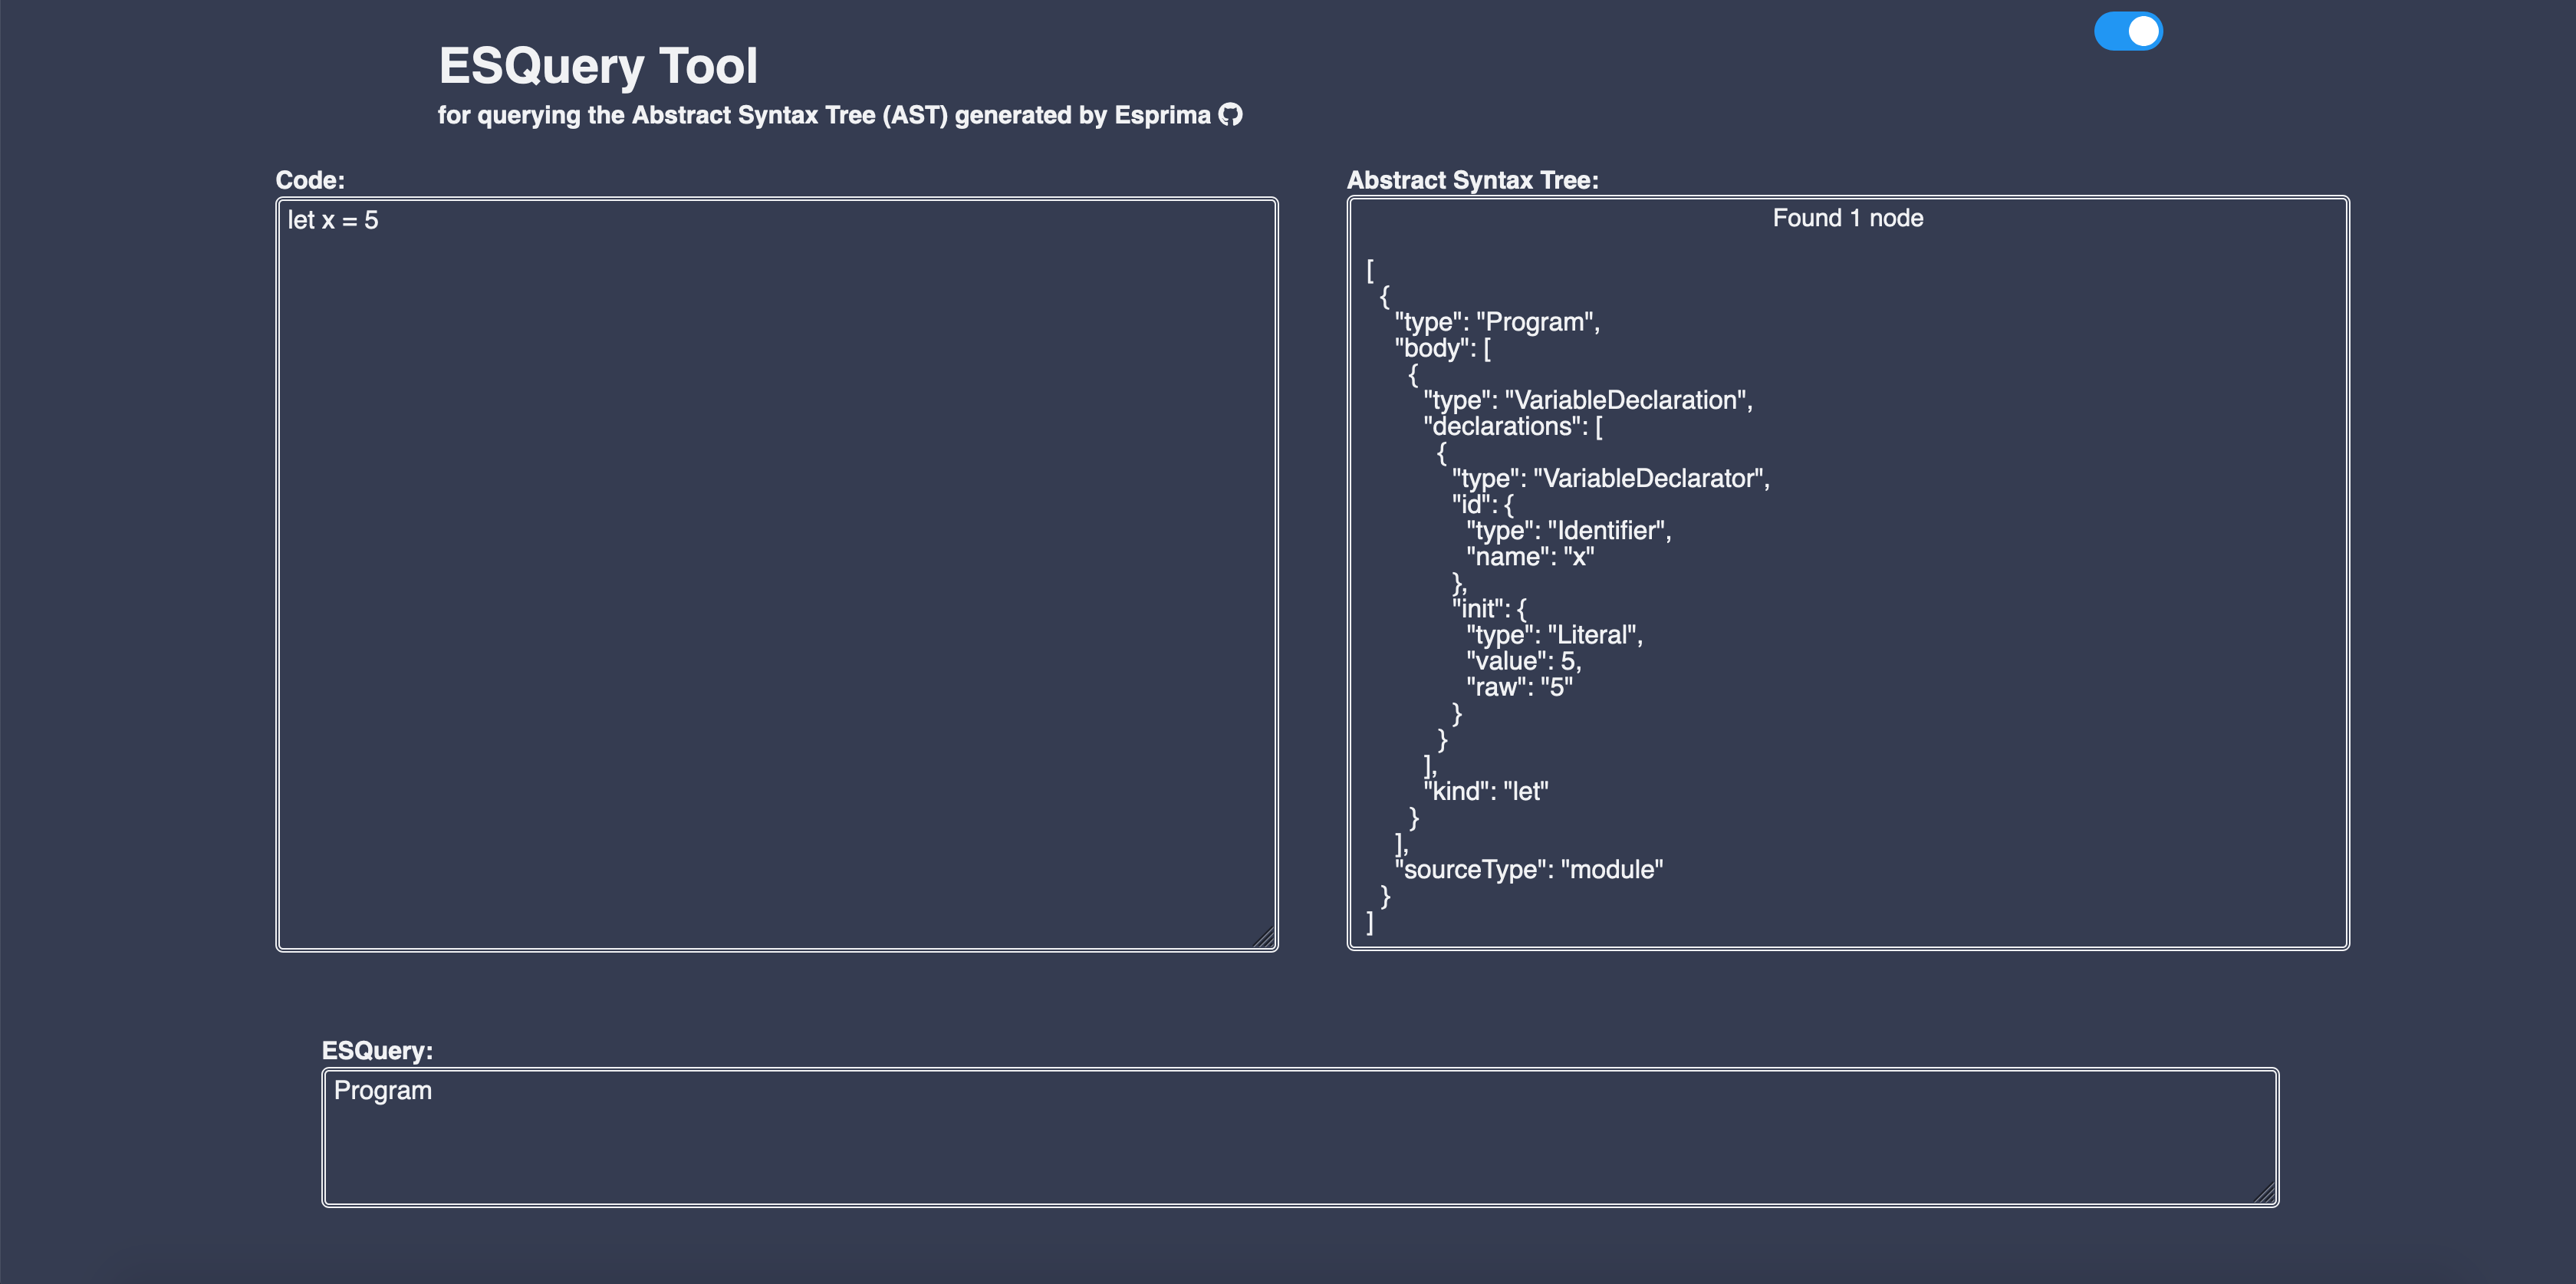 ESQuery Tool
for querying the Abstract Syntax Tree (AST) generated by Esprima
Code:
let x = 5
Abstract Syntax Tree:
Found 1 node
[
  {
    "type": "Program",
    "body": [
      {
        "type": "VariableDeclaration",
        "declarations": [
          {
            "type": "VariableDeclarator",
            "id": {
              "type": "Identifier",
              "name": "x"
            },
            "init": {
              "type": "Literal",
              "value": 5,
              "raw": "5"
            }
          }
        ],
        "kind": "let"
      }
    ],
    "sourceType": "module"
  }
]
ESQuery:
Program